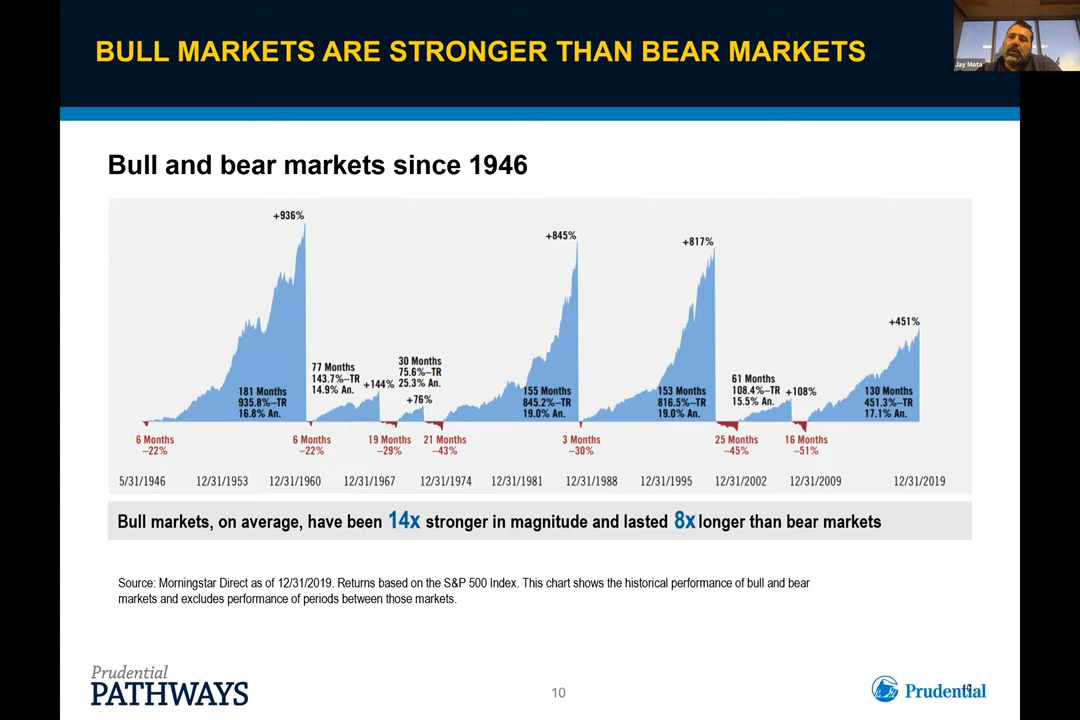 BULL MARKETS ARE STRONGER THAN BEAR MARKETS
Jay Mota
Bull and bear markets since 1946
+936%
+845%
+817%
+451%
77 Months
143.7%–TR
14.9% An.
+144%
30 Months
75.6%–TR
25.3% An.
+76%
61 Months
108.4%–TR
15.5% An.
+108%
181 Months
935.8%–TR
16.8% An.
155 Months
845.2%–TR
19.0% An.
153 Months
816.5%–TR
19.0% An.
130 Months
451.3%–TR
17.1% An.
6 Months
–22%
6 Months
–22%
19 Months
–29%
21 Months
–43%
3 Months
–30%
25 Months
–45%
16 Months
–51%
5/31/1946 12/31/1953 12/31/1960 12/31/1967 12/31/1974 12/31/1981 12/31/1988 12/31/1995 12/31/2002 12/31/2009 12/31/2019
Bull markets, on average, have been 14x stronger in magnitude and lasted 8x longer than bear markets
Source: Morningstar Direct as of 12/31/2019. Returns based on the S&P 500 Index. This chart shows the historical performance of bull and bear
markets and excludes performance of periods between those markets.
Prudential
PATHWAYS
10
Prudential